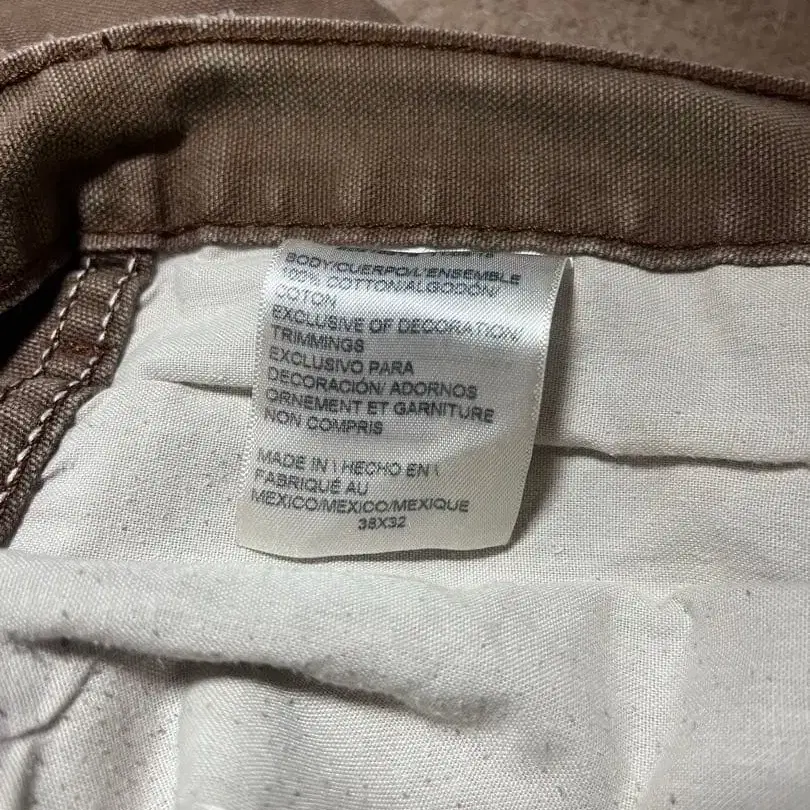 BODY/CUERPO/L'ENSEMBLE
100% COTTON/ALGODÓN/
COTON
EXCLUSIVE OF DECORATION/
TRIMMINGS
EXCLUSIVO PARA
DECORACIÓN/ ADORNOS
ORNEMENT ET GARNITURE
NON COMPRIS
MADE IN \ HECHO EN \
FABRIQUÉ AU
MEXICO/MEXICO/MEXIQUE
38X32